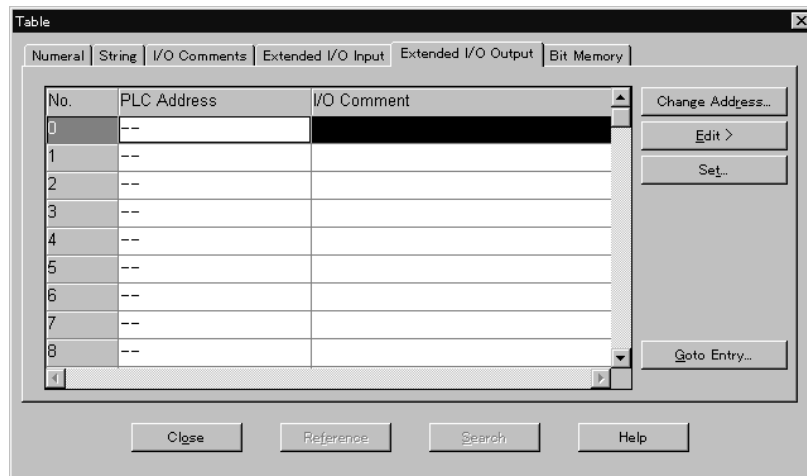 Table
Numeral String I/O Comments Extended I/O Input Extended I/O Output Bit Memory
No. PLC Address I/O Comment
0 --
1 --
2 --
3 --
4 --
5 --
6 --
7 --
8 --
Change Address...
Edit >
Set...
Goto Entry...
Close Reference Search Help